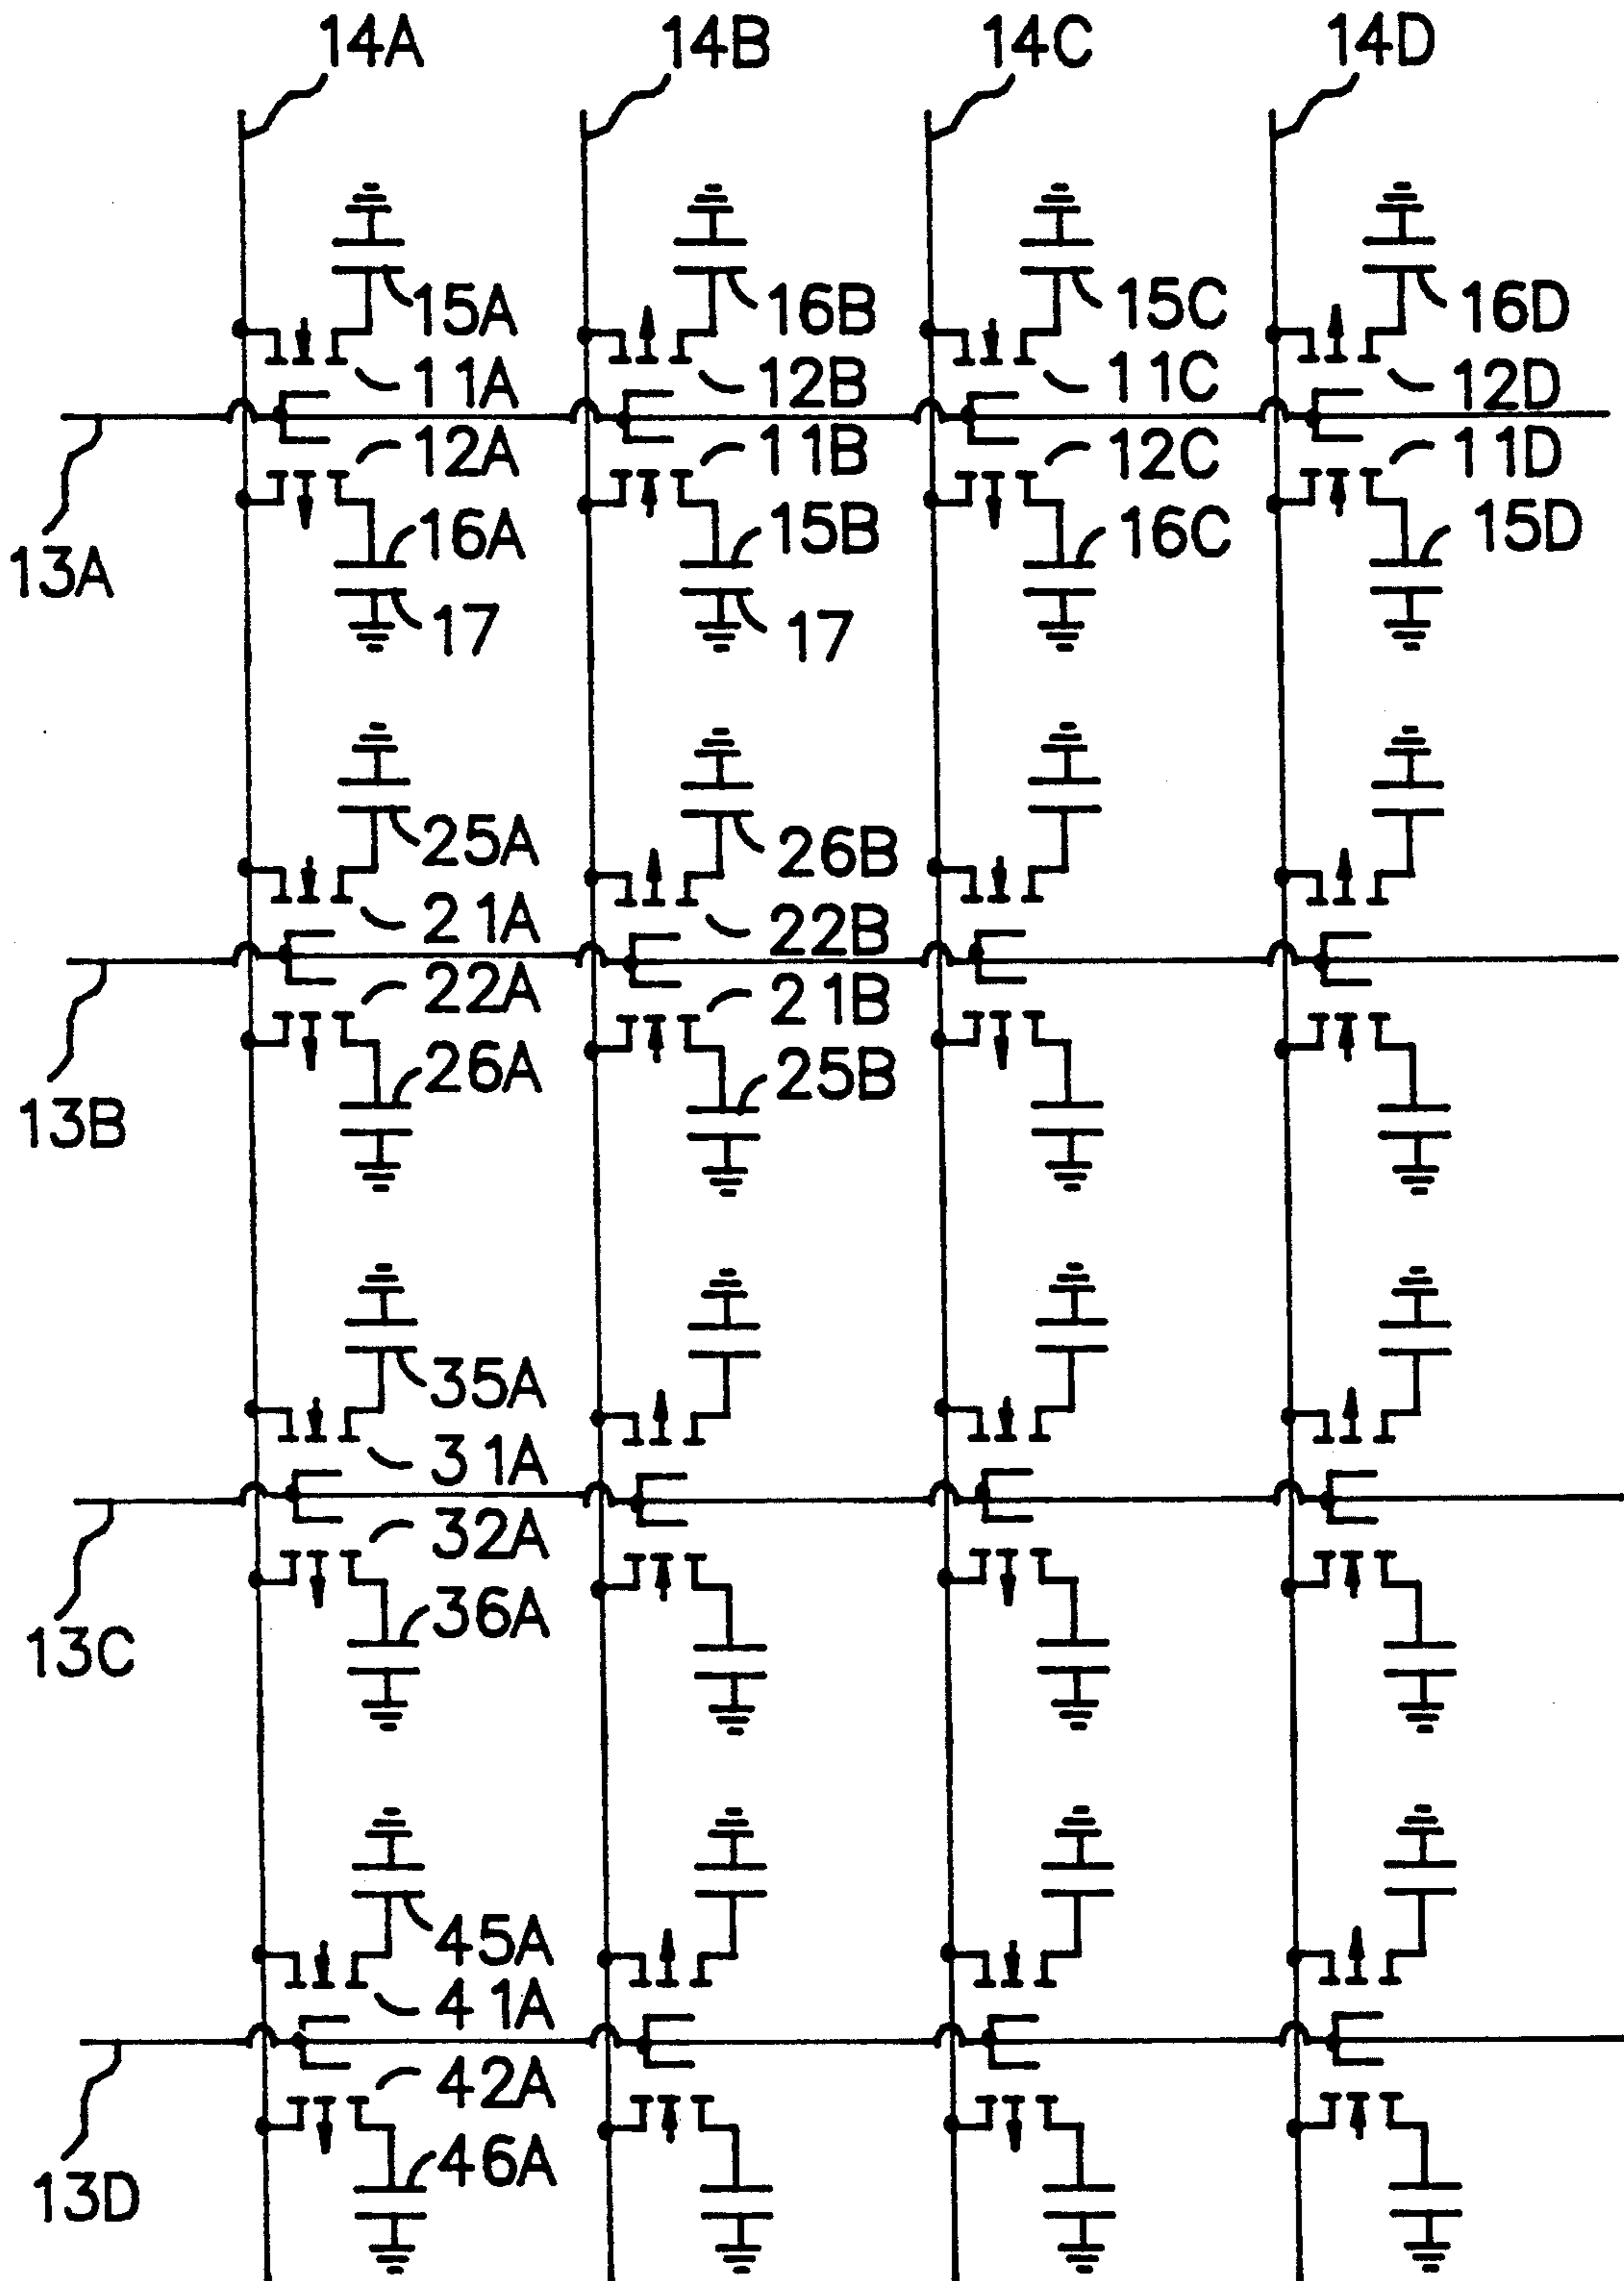 14A 14B 14C 14D
15A 16B 15C 16D
11A 12B 11C 12D
12A 11B 12C 11D
16A 15B 16C 15D
13A
17 17
25A 26B
21A 22B
22A 21B
26A 25B
13B
35A
31A
32A
36A
13C
45A
41A
42A
46A
13D